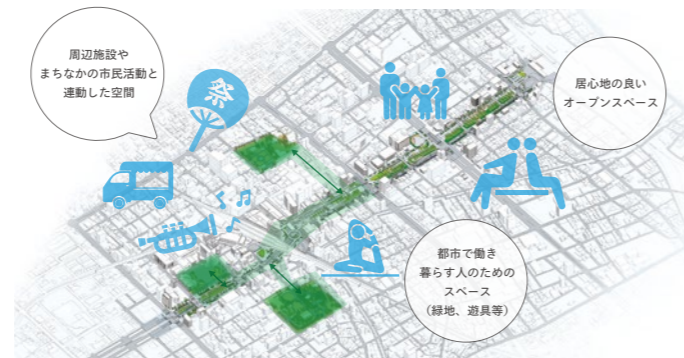 周辺施設や
まちなかの市民活動と
連動した空間
祭
居心地の良い
オープンスペース
都市で働き
暮らす人のための
スペース
（緑地、遊具等）